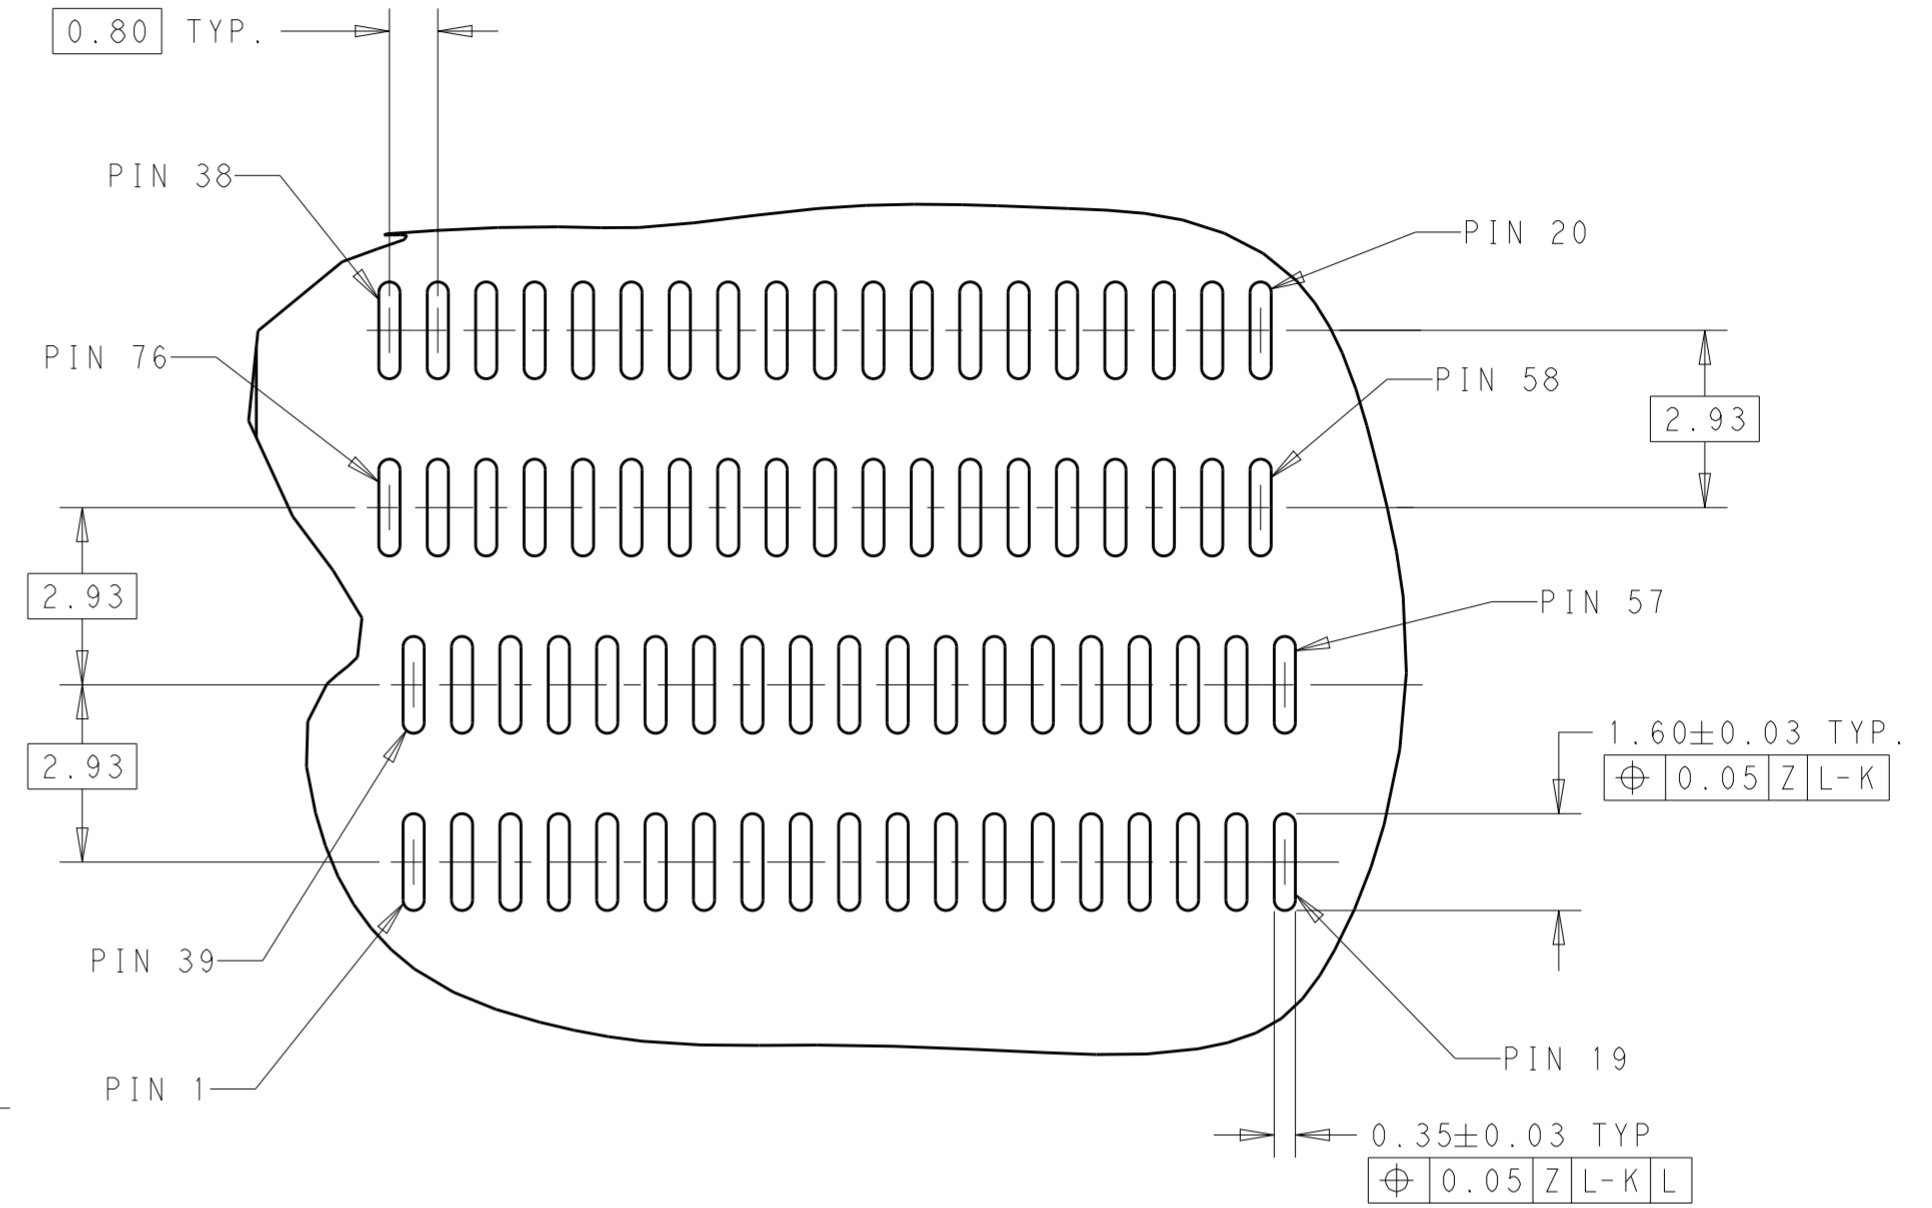 0.80 TYP.
PIN 38
PIN 20
PIN 76
PIN 58
2.93
2.93
PIN 57
2.93
1.60±0.03 TYP.
⌖ 0.05 Z L-K
PIN 39
PIN 1
PIN 19
0.35±0.03 TYP
⌖ 0.05 Z L-K L